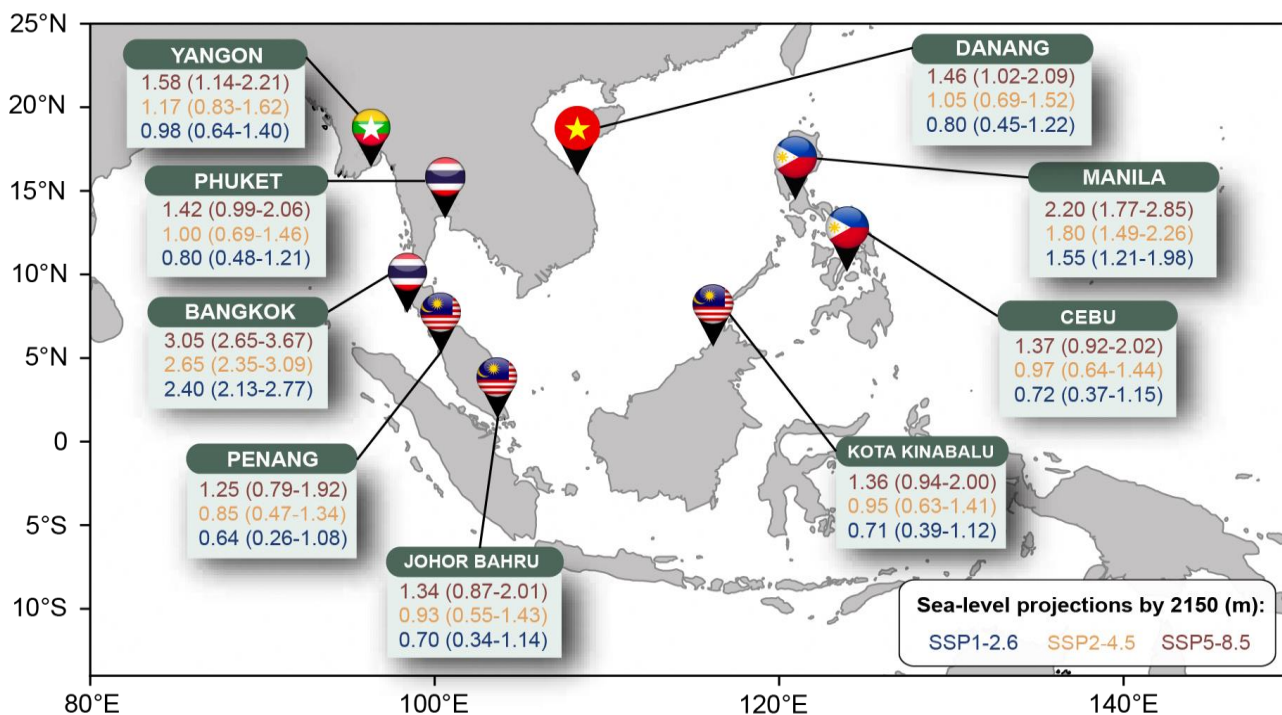 25°N
20°N
15°N
10°N
5°N
0
5°S
10°S
80°E
100°E
120°E
140°E
YANGON
1.58 (1.14-2.21)
1.17 (0.83-1.62)
0.98 (0.64-1.40)
PHUKET
1.42 (0.99-2.06)
1.00 (0.69-1.46)
0.80 (0.48-1.21)
BANGKOK
3.05 (2.65-3.67)
2.65 (2.35-3.09)
2.40 (2.13-2.77)
PENANG
1.25 (0.79-1.92)
0.85 (0.47-1.34)
0.64 (0.26-1.08)
JOHOR BAHRU
1.34 (0.87-2.01)
0.93 (0.55-1.43)
0.70 (0.34-1.14)
DANANG
1.46 (1.02-2.09)
1.05 (0.69-1.52)
0.80 (0.45-1.22)
MANILA
2.20 (1.77-2.85)
1.80 (1.49-2.26)
1.55 (1.21-1.98)
CEBU
1.37 (0.92-2.02)
0.97 (0.64-1.44)
0.72 (0.37-1.15)
KOTA KINABALU
1.36 (0.94-2.00)
0.95 (0.63-1.41)
0.71 (0.39-1.12)
Sea-level projections by 2150 (m):
SSP1-2.6 SSP2-4.5 SSP5-8.5